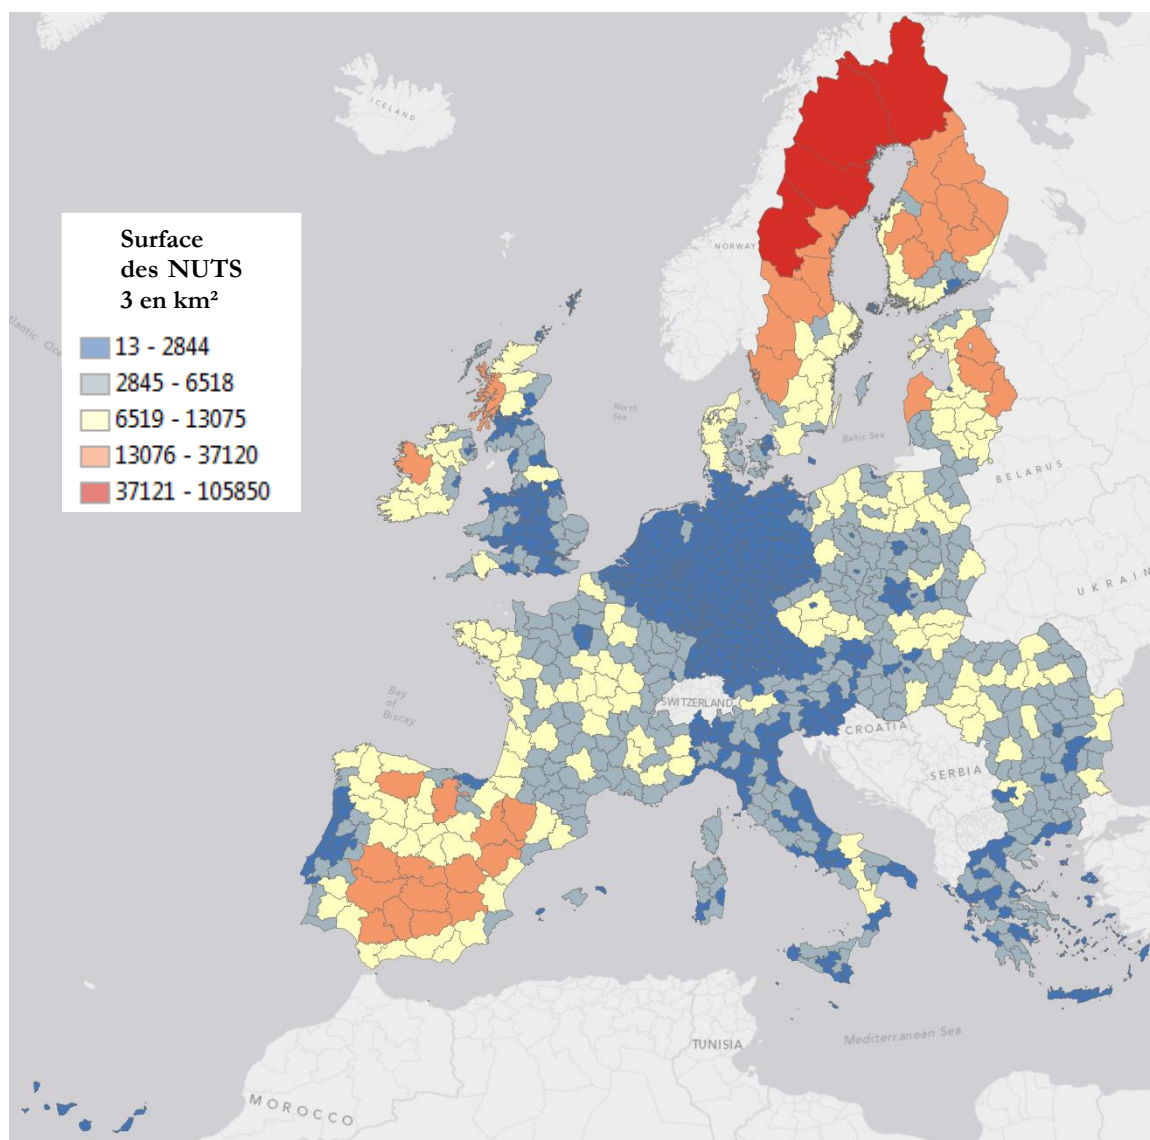 ICELAND
Surface
des NUTS
3 en km²
13 - 2844
2845 - 6518
6519 - 13075
13076 - 37120
37121 - 105850
NORWAY
North
Sea
Baltic Sea
BELARUS
UKRAIN
Bay
of
Biscay
SWITZERLAND
CROATIA
SERBIA
TUNISIA
Mediterranean Sea
MOROCCO